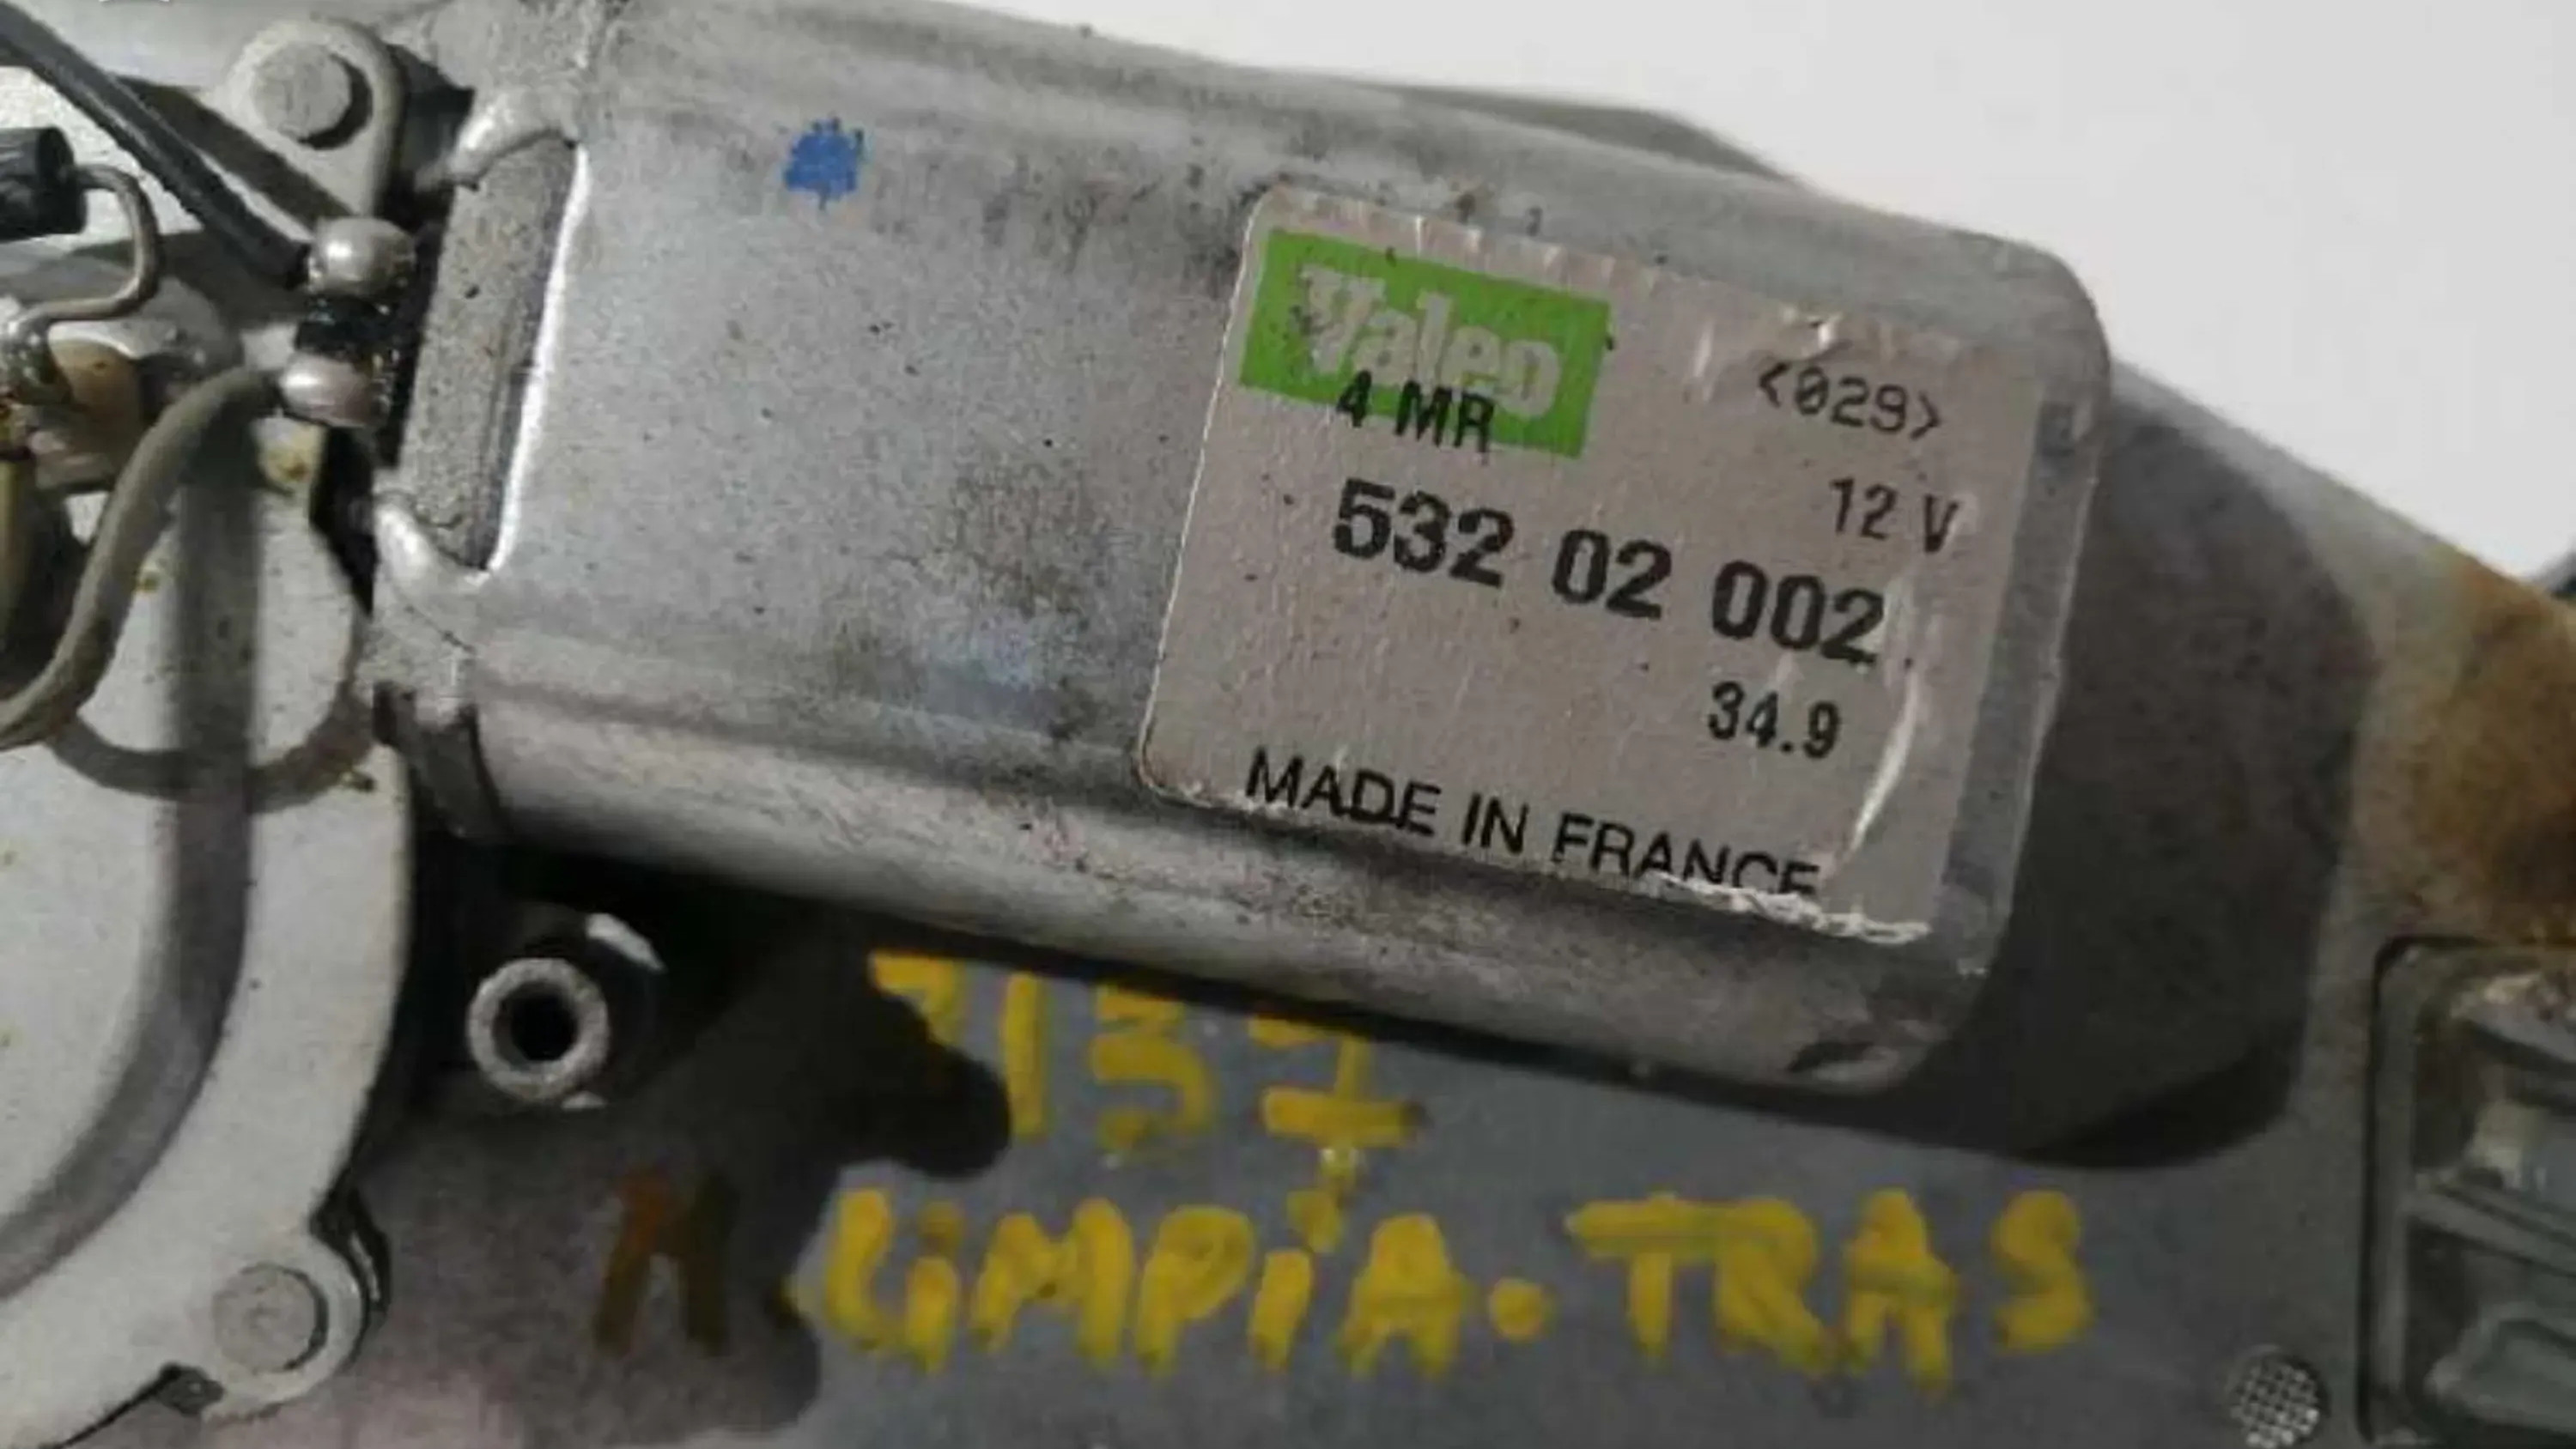 Valeo
4 MR
<029>
12 V
532 02 002
34.9
MADE IN FRANCE
LiMPiA. TRAS